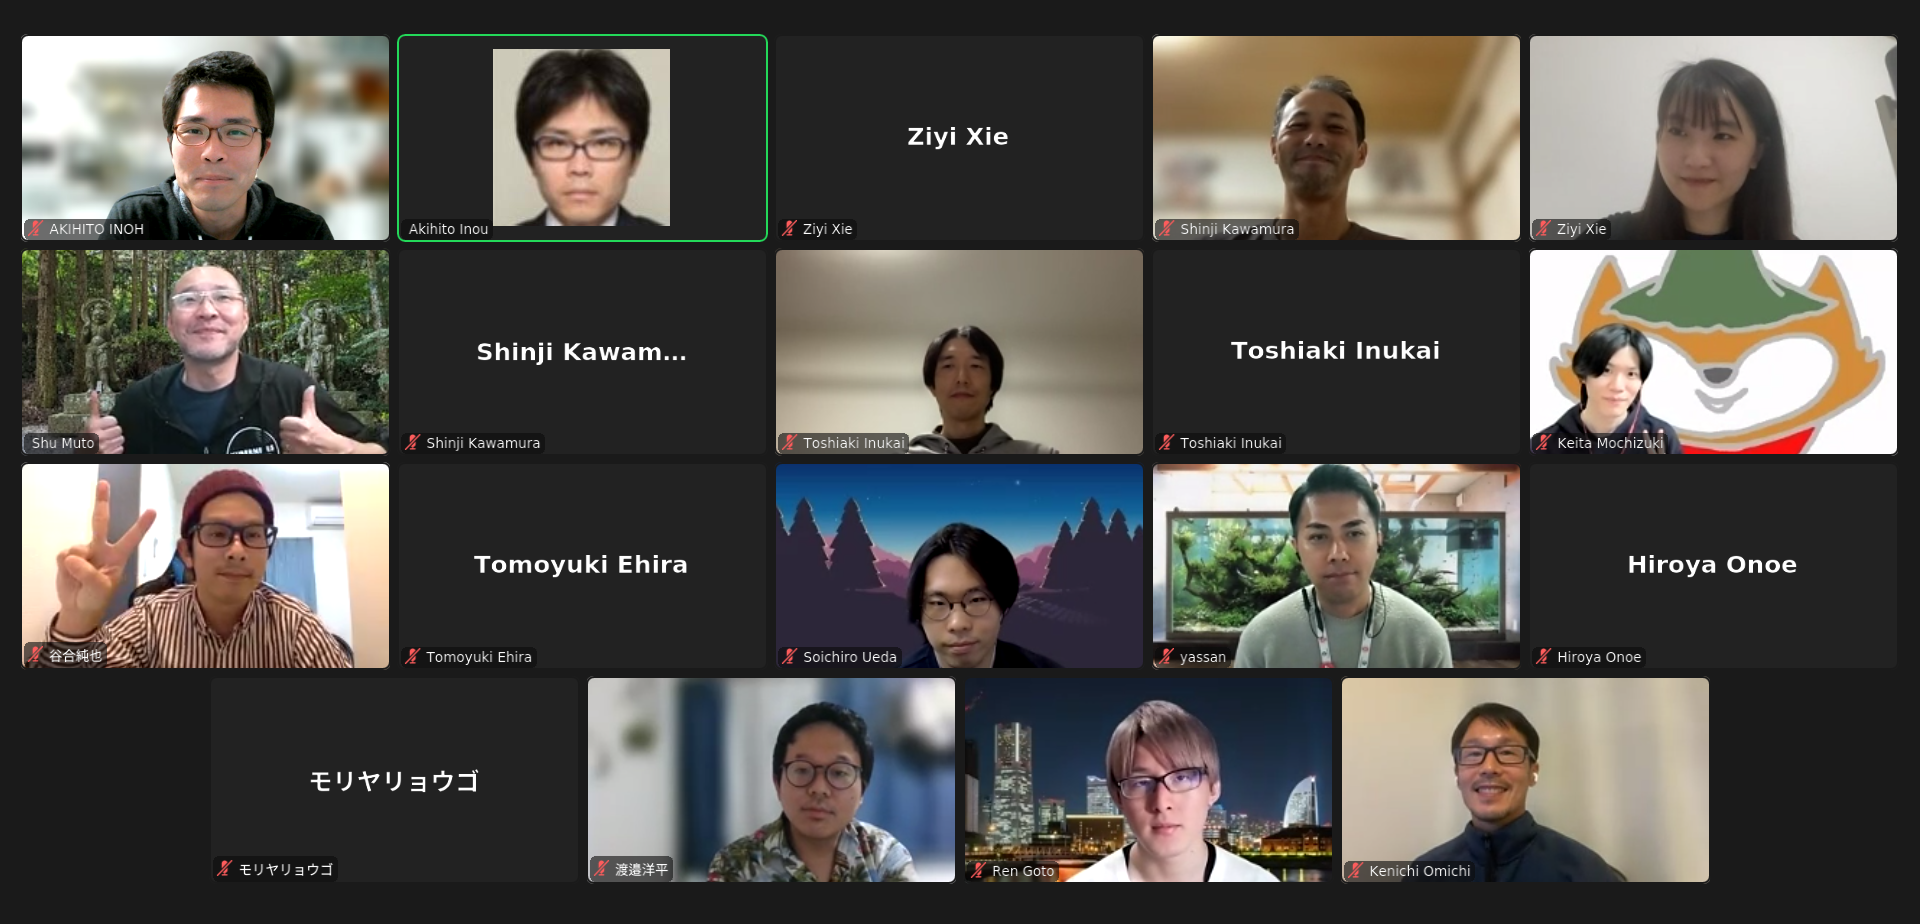 AKIHITO INOH
Akihito Inou
Ziyi Xie
Ziyi Xie
Shinji Kawamura
Ziyi Xie
Shu Muto
Shinji Kawam...
Shinji Kawamura
Toshiaki Inukai
Toshiaki Inukai
Toshiaki Inukai
Keita Mochizuki
谷合純也
Tomoyuki Ehira
Tomoyuki Ehira
Soichiro Ueda
yassan
Hiroya Onoe
Hiroya Onoe
モリヤリョウゴ
モリヤリョウゴ
渡邉洋平
Ren Goto
Kenichi Omichi